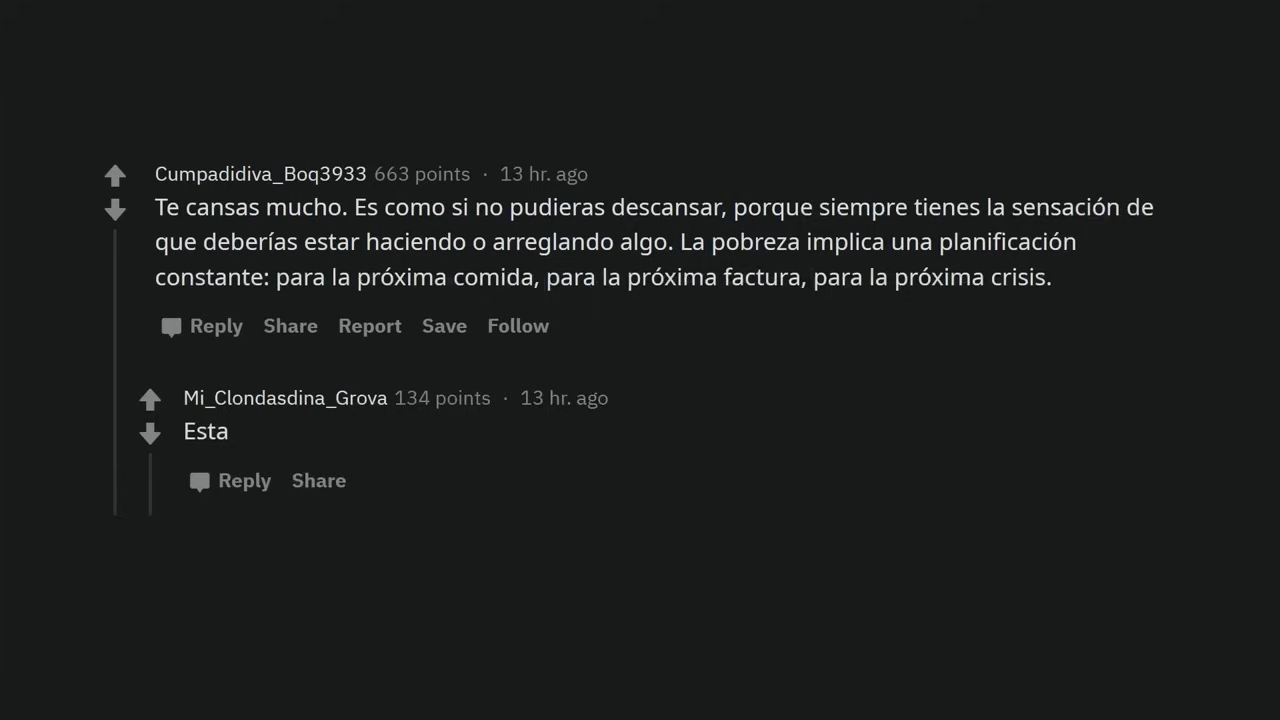 Cumpadidiva_Boq3933 663 points · 13 hr. ago
Te cansas mucho. Es como si no pudieras descansar, porque siempre tienes la sensación de
que deberías estar haciendo o arreglando algo. La pobreza implica una planificación
constante: para la próxima comida, para la próxima factura, para la próxima crisis.
Reply Share Report Save Follow
Mi_Clondasdina_Grova 134 points · 13 hr. ago
Esta
Reply Share